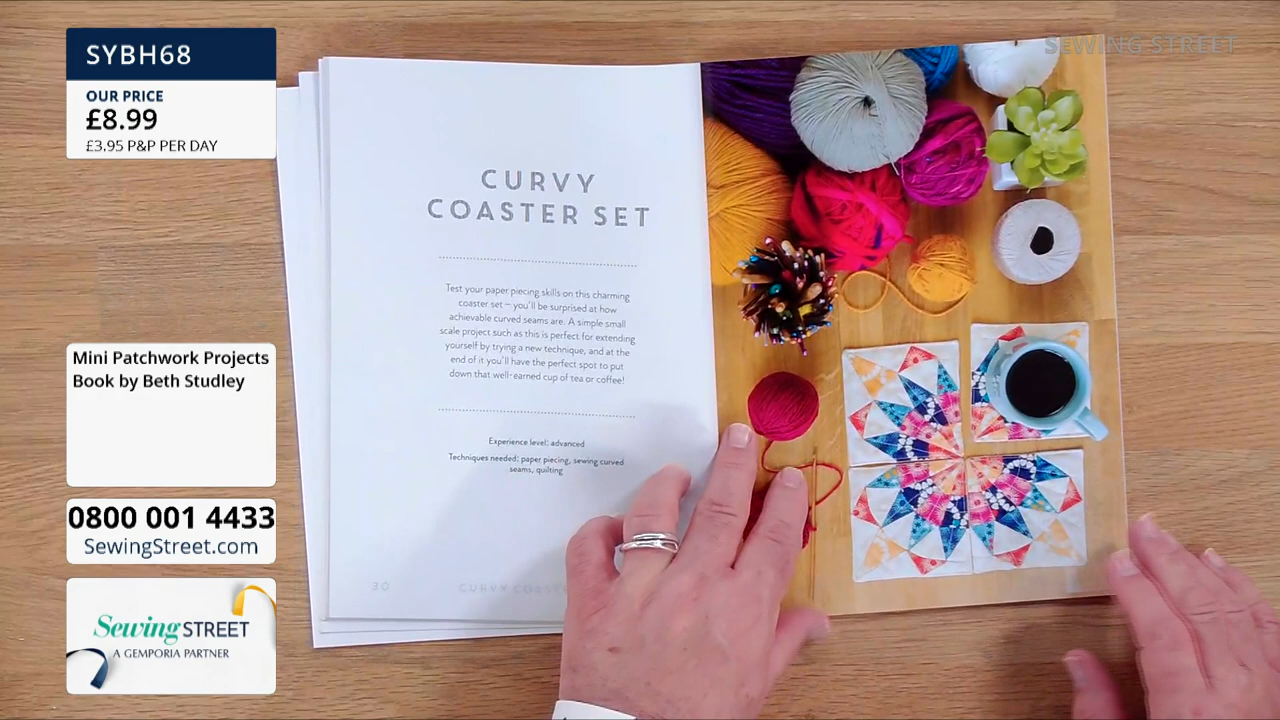 SYBH68
OUR PRICE
£8.99
£3.95 P&P PER DAY
Mini Patchwork Projects
Book by Beth Studley
0800 001 4433
SewingStreet.com
Sewing STREET
A GEMPORIA PARTNER
SEWING STREET
CURVY
COASTER SET
Test your paper piecing skills on this charming
coaster set – you'll be surprised at how
achievable curved seams are. A simple small
scale project such as this is perfect for extending
yourself by trying a new technique, and at the
end of it you'll have the perfect spot to put
down that well-earned cup of tea or coffee!
Experience level: advanced
Techniques needed: paper piecing, sewing curved
seams, quilting
30
CURVY